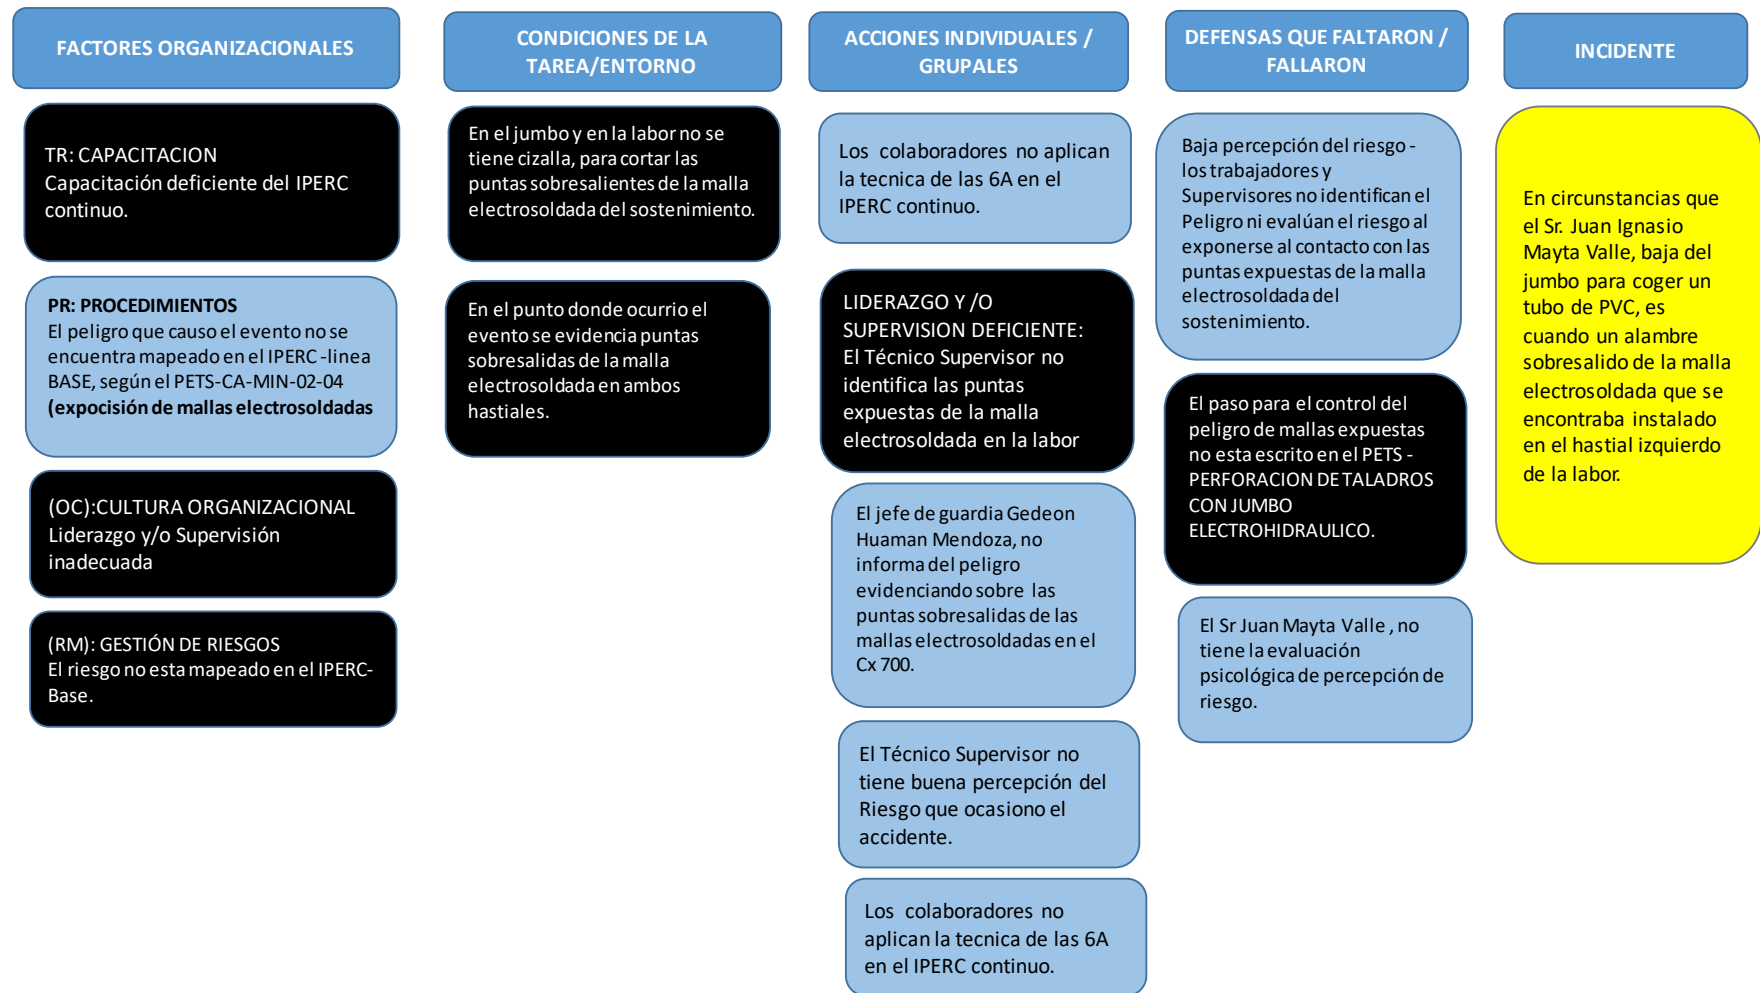 FACTORES ORGANIZACIONALES
TR: CAPACITACION
Capacitación deficiente del IPERC
continuo.
PR: PROCEDIMIENTOS
El peligro que causo el evento no se
encuentra mapeado en el IPERC -linea
BASE, según el PETS-CA-MIN-02-04
(expocisión de mallas electrosoldadas
(OC):CULTURA ORGANIZACIONAL
Liderazgo y/o Supervisión
inadecuada
(RM): GESTIÓN DE RIESGOS
El riesgo no esta mapeado en el IPERC-
Base.
CONDICIONES DE LA
TAREA/ENTORNO
En el jumbo y en la labor no se
tiene cizalla, para cortar las
puntas sobresalientes de la malla
electrosoldada del sostenimiento.
En el punto donde ocurrio el
evento se evidencia puntas
sobresalidas de la malla
electrosoldada en ambos
hastiales.
ACCIONES INDIVIDUALES /
GRUPALES
Los colaboradores no aplican
la tecnica de las 6A en el
IPERC continuo.
LIDERAZGO Y /O
SUPERVISION DEFICIENTE:
El Técnico Supervisor no
identifica las puntas
expuestas de la malla
electrosoldada en la labor
El jefe de guardia Gedeon
Huaman Mendoza, no
informa del peligro
evidenciando sobre las
puntas sobresalidas de las
mallas electrosoldadas en el
Cx 700.
El Técnico Supervisor no
tiene buena percepción del
Riesgo que ocasiono el
accidente.
Los colaboradores no
aplican la tecnica de las 6A
en el IPERC continuo.
DEFENSAS QUE FALTARON /
FALLARON
Baja percepción del riesgo -
los trabajadores y
Supervisores no identifican el
Peligro ni evalúan el riesgo al
exponerse al contacto con las
puntas expuestas de la malla
electrosoldada del
sostenimiento.
El paso para el control del
peligro de mallas expuestas
no esta escrito en el PETS -
PERFORACION DE TALADROS
CON JUMBO
ELECTROHIDRAULICO.
El Sr Juan Mayta Valle , no
tiene la evaluación
psicológica de percepción de
riesgo.
INCIDENTE
En circunstancias que
el Sr. Juan Ignasio
Mayta Valle, baja del
jumbo para coger un
tubo de PVC, es
cuando un alambre
sobresalido de la malla
electrosoldada que se
encontraba instalado
en el hastial izquierdo
de la labor.